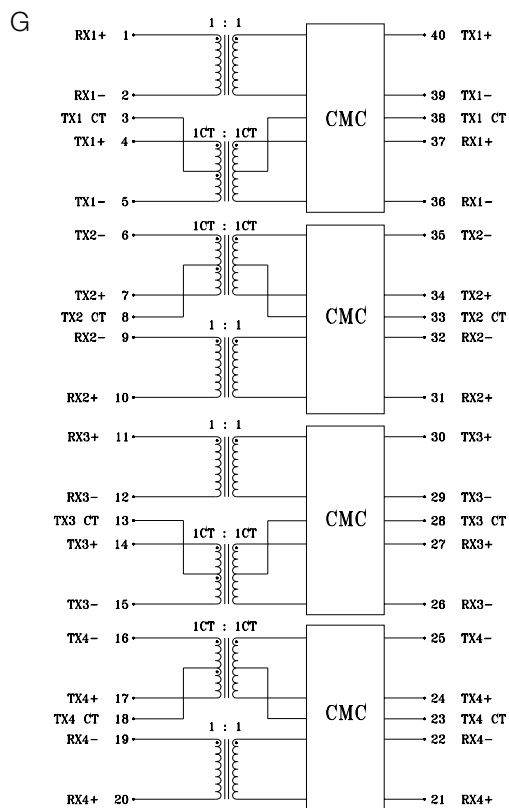 G
1 : 1
RX1+ 1 40 TX1+
RX1- 2 39 TX1-
TX1 CT 3 38 TX1 CT
CMC
1CT : 1CT
TX1+ 4 37 RX1+
TX1- 5 36 RX1-
1CT : 1CT
TX2- 6 35 TX2-
TX2+ 7 34 TX2+
TX2 CT 8 33 TX2 CT
CMC
1 : 1
RX2- 9 32 RX2-
RX2+ 10 31 RX2+
1 : 1
RX3+ 11 30 TX3+
RX3- 12 29 TX3-
TX3 CT 13 28 TX3 CT
CMC
1CT : 1CT
TX3+ 14 27 RX3+
TX3- 15 26 RX3-
1CT : 1CT
TX4- 16 25 TX4-
TX4+ 17 24 TX4+
TX4 CT 18 23 TX4 CT
CMC
1 : 1
RX4- 19 22 RX4-
RX4+ 20 21 RX4+